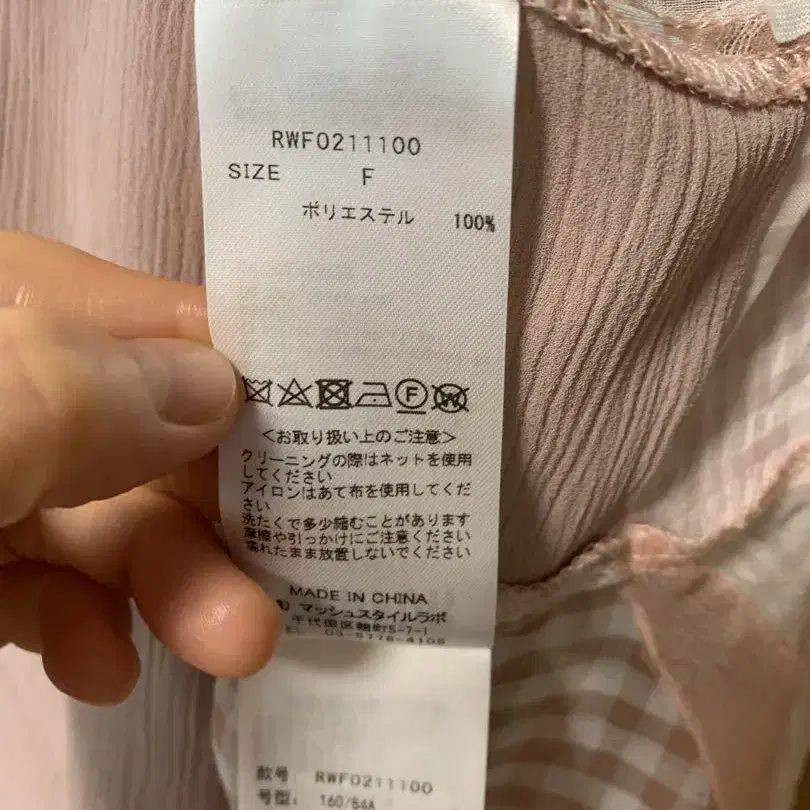 RWF0211100
SIZE F
ポリエステル 100%
F W
<お取り扱い上のご注意>
クリーニングの際はネットを使用
してください
アイロンはあて布を使用してくだ
さい
洗たくで多少縮むことがあります
摩擦や引っかけにご注意ください
濡れたまま放置しないでください
MADE IN CHINA
マッシュスタイルラボ
千代田区麹町5-7-1
TEL 03-5778-4105
款号: RWF0211100
号型: 160/84A